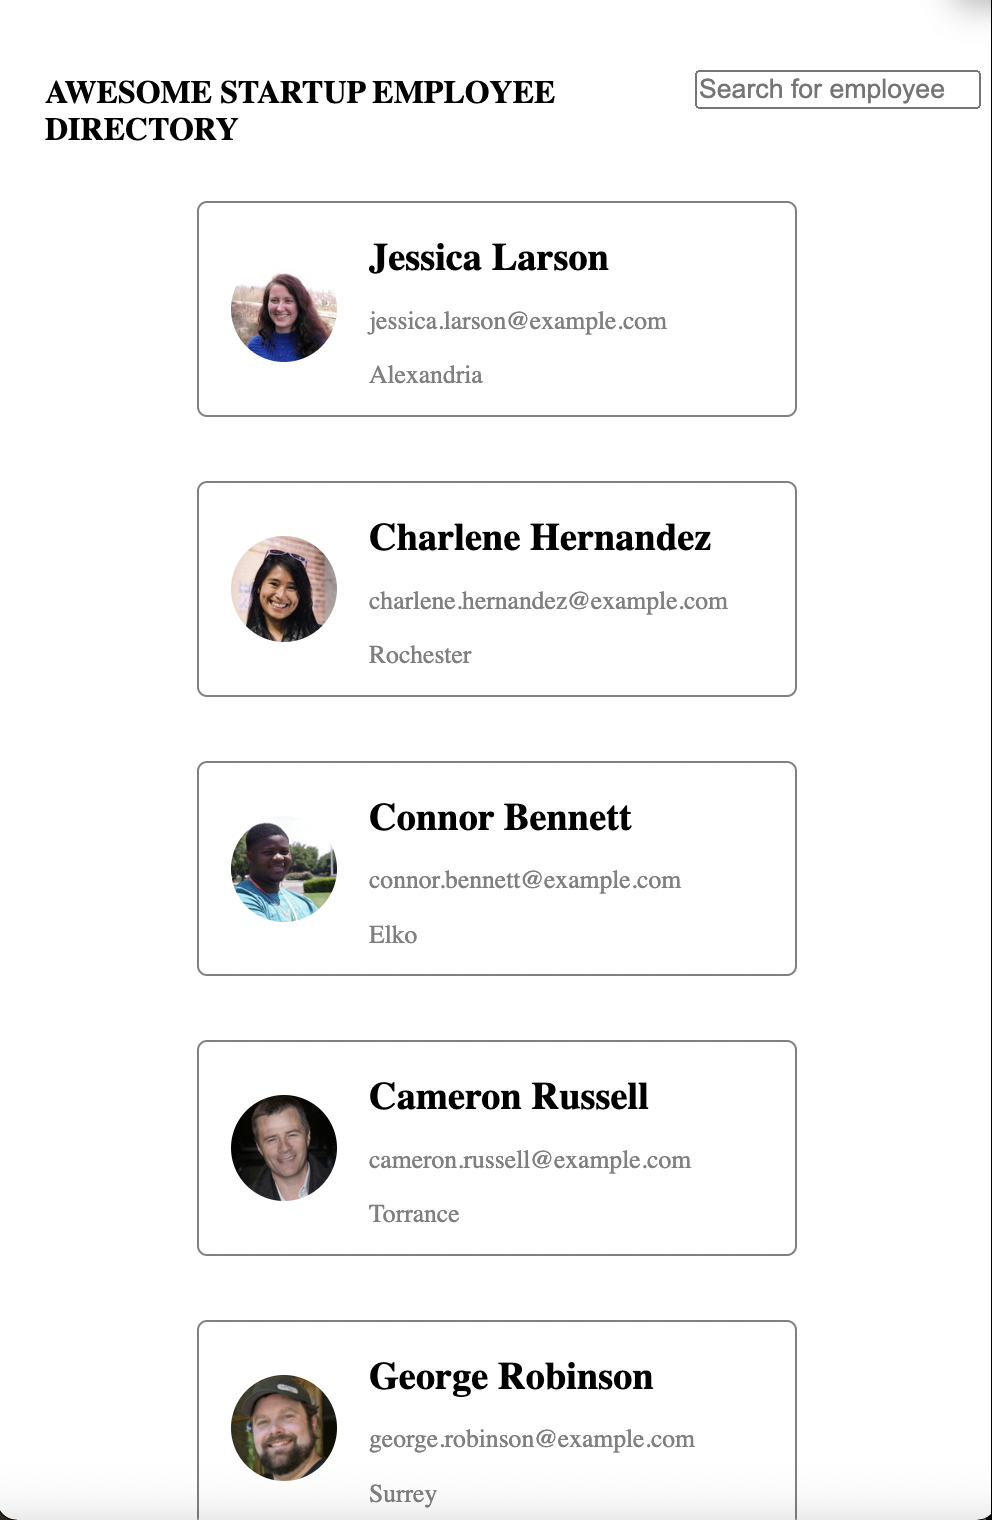 AWESOME STARTUP EMPLOYEE
DIRECTORY
Search for employee
Jessica Larson
jessica.larson@example.com
Alexandria
Charlene Hernandez
charlene.hernandez@example.com
Rochester
Connor Bennett
connor.bennett@example.com
Elko
Cameron Russell
cameron.russell@example.com
Torrance
George Robinson
george.robinson@example.com
Surrey